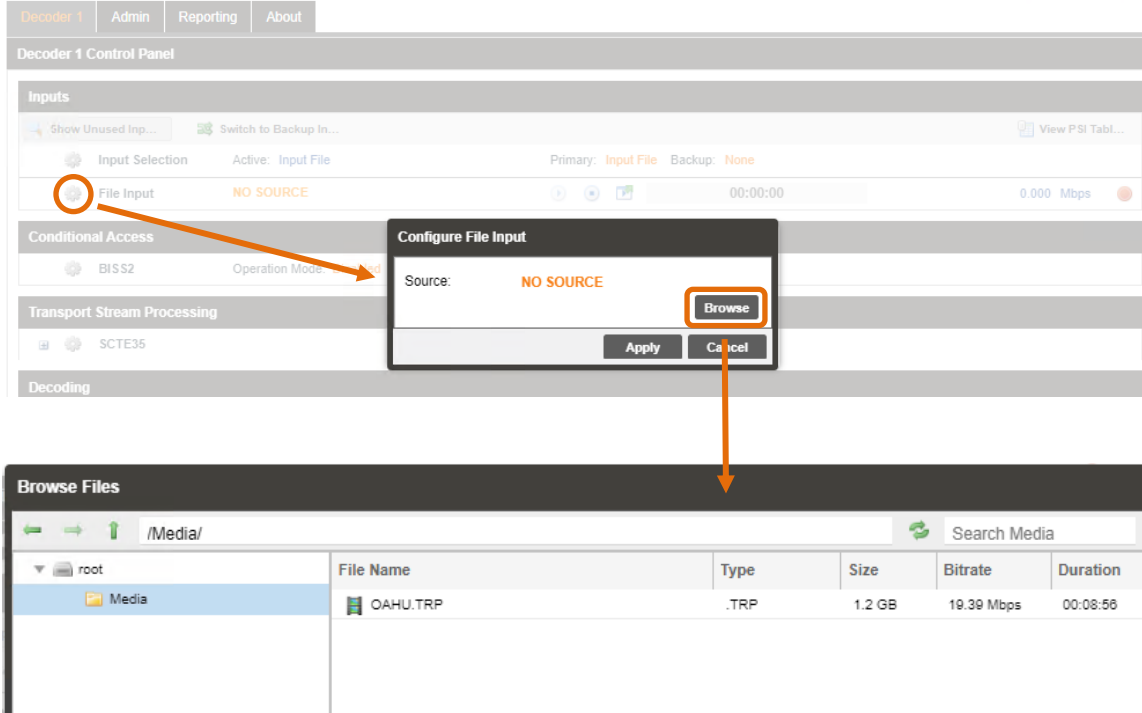 Decoder 1 Admin Reporting About
Decoder 1 Control Panel
Inputs
Show Unused Inp... Switch to Backup In... View PSI Tabl...
Input Selection Active: Input File Primary: Input File Backup: None
File Input NO SOURCE 00:00:00 0.000 Mbps
Conditional Access
BISS2 Operation Mode:
Transport Stream Processing
SCTE35
Decoding
Configure File Input
Source: NO SOURCE
Browse
Apply Cancel
Browse Files
/Media/ Search Media
root File Name Type Size Bitrate Duration
Media OAHU.TRP .TRP 1.2 GB 19.39 Mbps 00:08:56